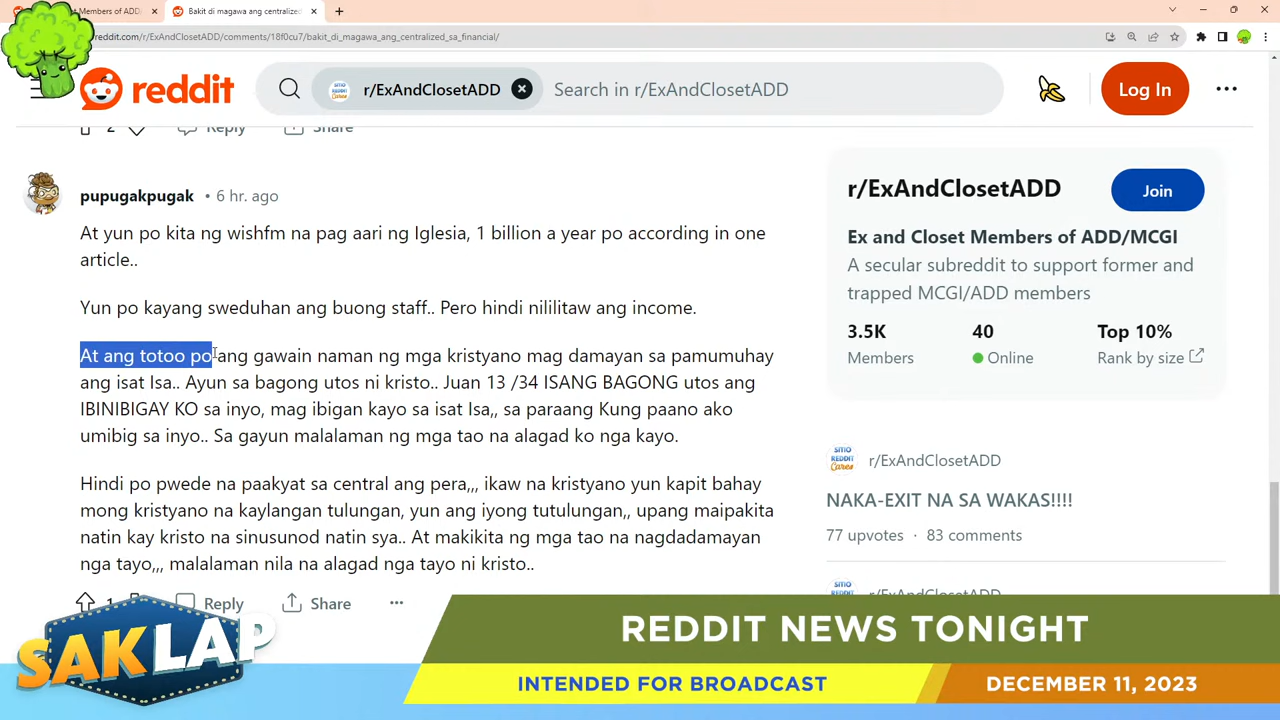 Members of ADD
Bakit di magawa ang centralized
reddit.com/r/ExAndClosetADD/comments/18f0cu7/bakit_di_magawa_ang_centralized_sa_financial/
reddit
r/ExAndClosetADD
Search in r/ExAndClosetADD
Log In
2 Reply Share
pupugakpugak • 6 hr. ago
At yun po kita ng wishfm na pag aari ng Iglesia, 1 billion a year po according in one
article..
Yun po kayang sweduhan ang buong staff.. Pero hindi nililitaw ang income.
At ang totoo po ang gawain naman ng mga kristyano mag damayan sa pamumuhay
ang isat Isa.. Ayun sa bagong utos ni kristo.. Juan 13 /34 ISANG BAGONG utos ang
IBINIBIGAY KO sa inyo, mag ibigan kayo sa isat Isa,, sa paraang Kung paano ako
umibig sa inyo.. Sa gayun malalaman ng mga tao na alagad ko nga kayo.
Hindi po pwede na paakyat sa central ang pera,,, ikaw na kristyano yun kapit bahay
mong kristyano na kaylangan tulungan, yun ang iyong tutulungan,, upang maipakita
natin kay kristo na sinusunod natin sya.. At makikita ng mga tao na nagdadamayan
nga tayo,,, malalaman nila na alagad nga tayo ni kristo..
1 Reply Share
r/ExAndClosetADD
Join
Ex and Closet Members of ADD/MCGI
A secular subreddit to support former and
trapped MCGI/ADD members
3.5K 40 Top 10%
Members Online Rank by size
SITIO REDDIT Cares r/ExAndClosetADD
NAKA-EXIT NA SA WAKAS!!!!
77 upvotes · 83 comments
SITIO REDDIT r/ExAndClosetADD
SAKLAP
REDDIT NEWS TONIGHT
INTENDED FOR BROADCAST
DECEMBER 11, 2023